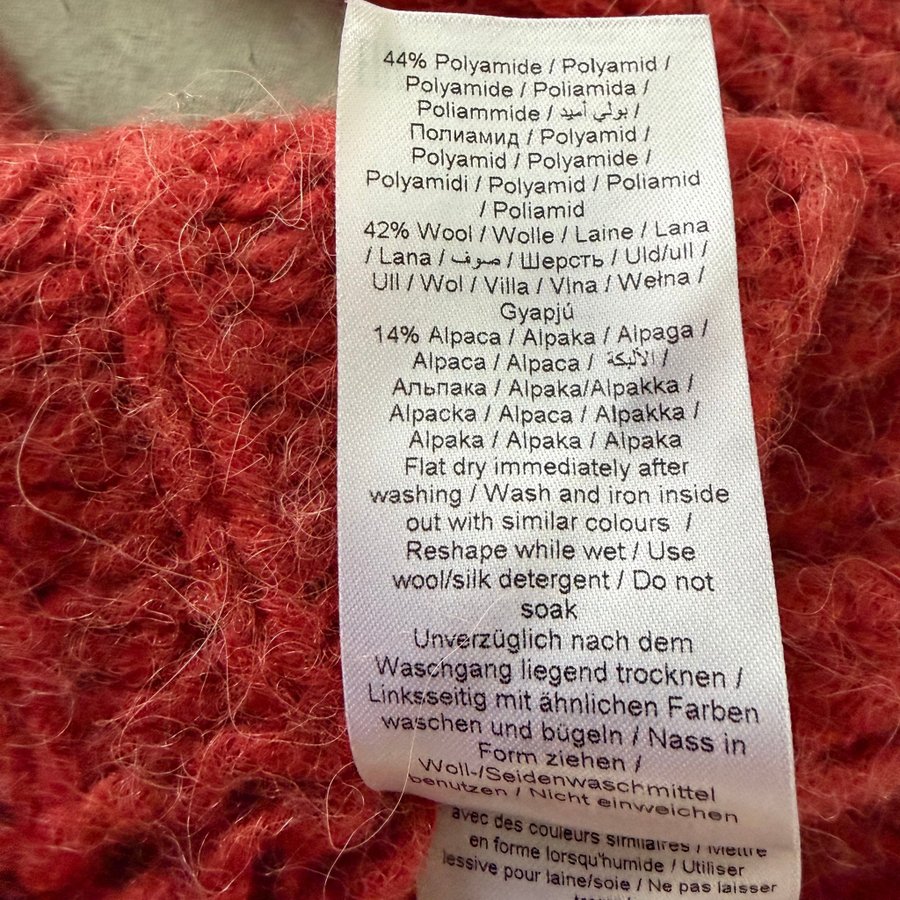 44% Polyamide / Polyamid /
Polyamide / Poliamida /
Poliammide / بولي أميد /
Полиамид / Polyamid /
Polyamid / Polyamide /
Polyamidi / Polyamid / Poliamid
/ Poliamid
42% Wool / Wolle / Laine / Lana
/ Lana / صوف / Шерсть / Uld/ull /
Ull / Wol / Villa / Vlna / Wełna /
Gyapjú
14% Alpaca / Alpaka / Alpaga /
Alpaca / Alpaca / الألبكة /
Альпака / Alpaka/Alpakka /
Alpacka / Alpaca / Alpakka /
Alpaka / Alpaka / Alpaka
Flat dry immediately after
washing / Wash and iron inside
out with similar colours /
Reshape while wet / Use
wool/silk detergent / Do not
soak
Unverzüglich nach dem
Waschgang liegend trocknen /
Linksseitig mit ähnlichen Farben
waschen und bügeln / Nass in
Form ziehen /
Woll-/Seidenwaschmittel
benutzen / Nicht einweichen
avec des couleurs similaires / Mettre
en forme lorsqu'humide / Utiliser
lessive pour laine/soie / Ne pas laisser